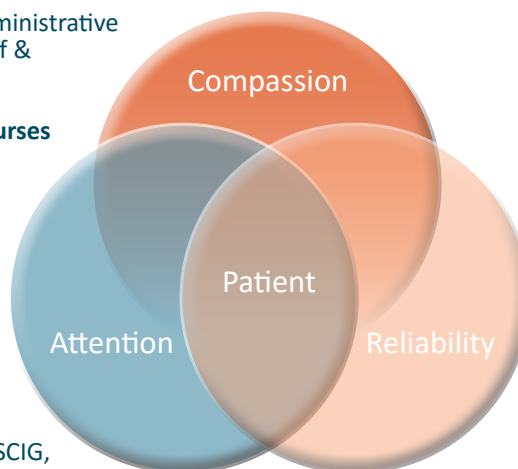 ministrative
f &
Compassion
urses
Patient
Attention
Reliability
SCIG,